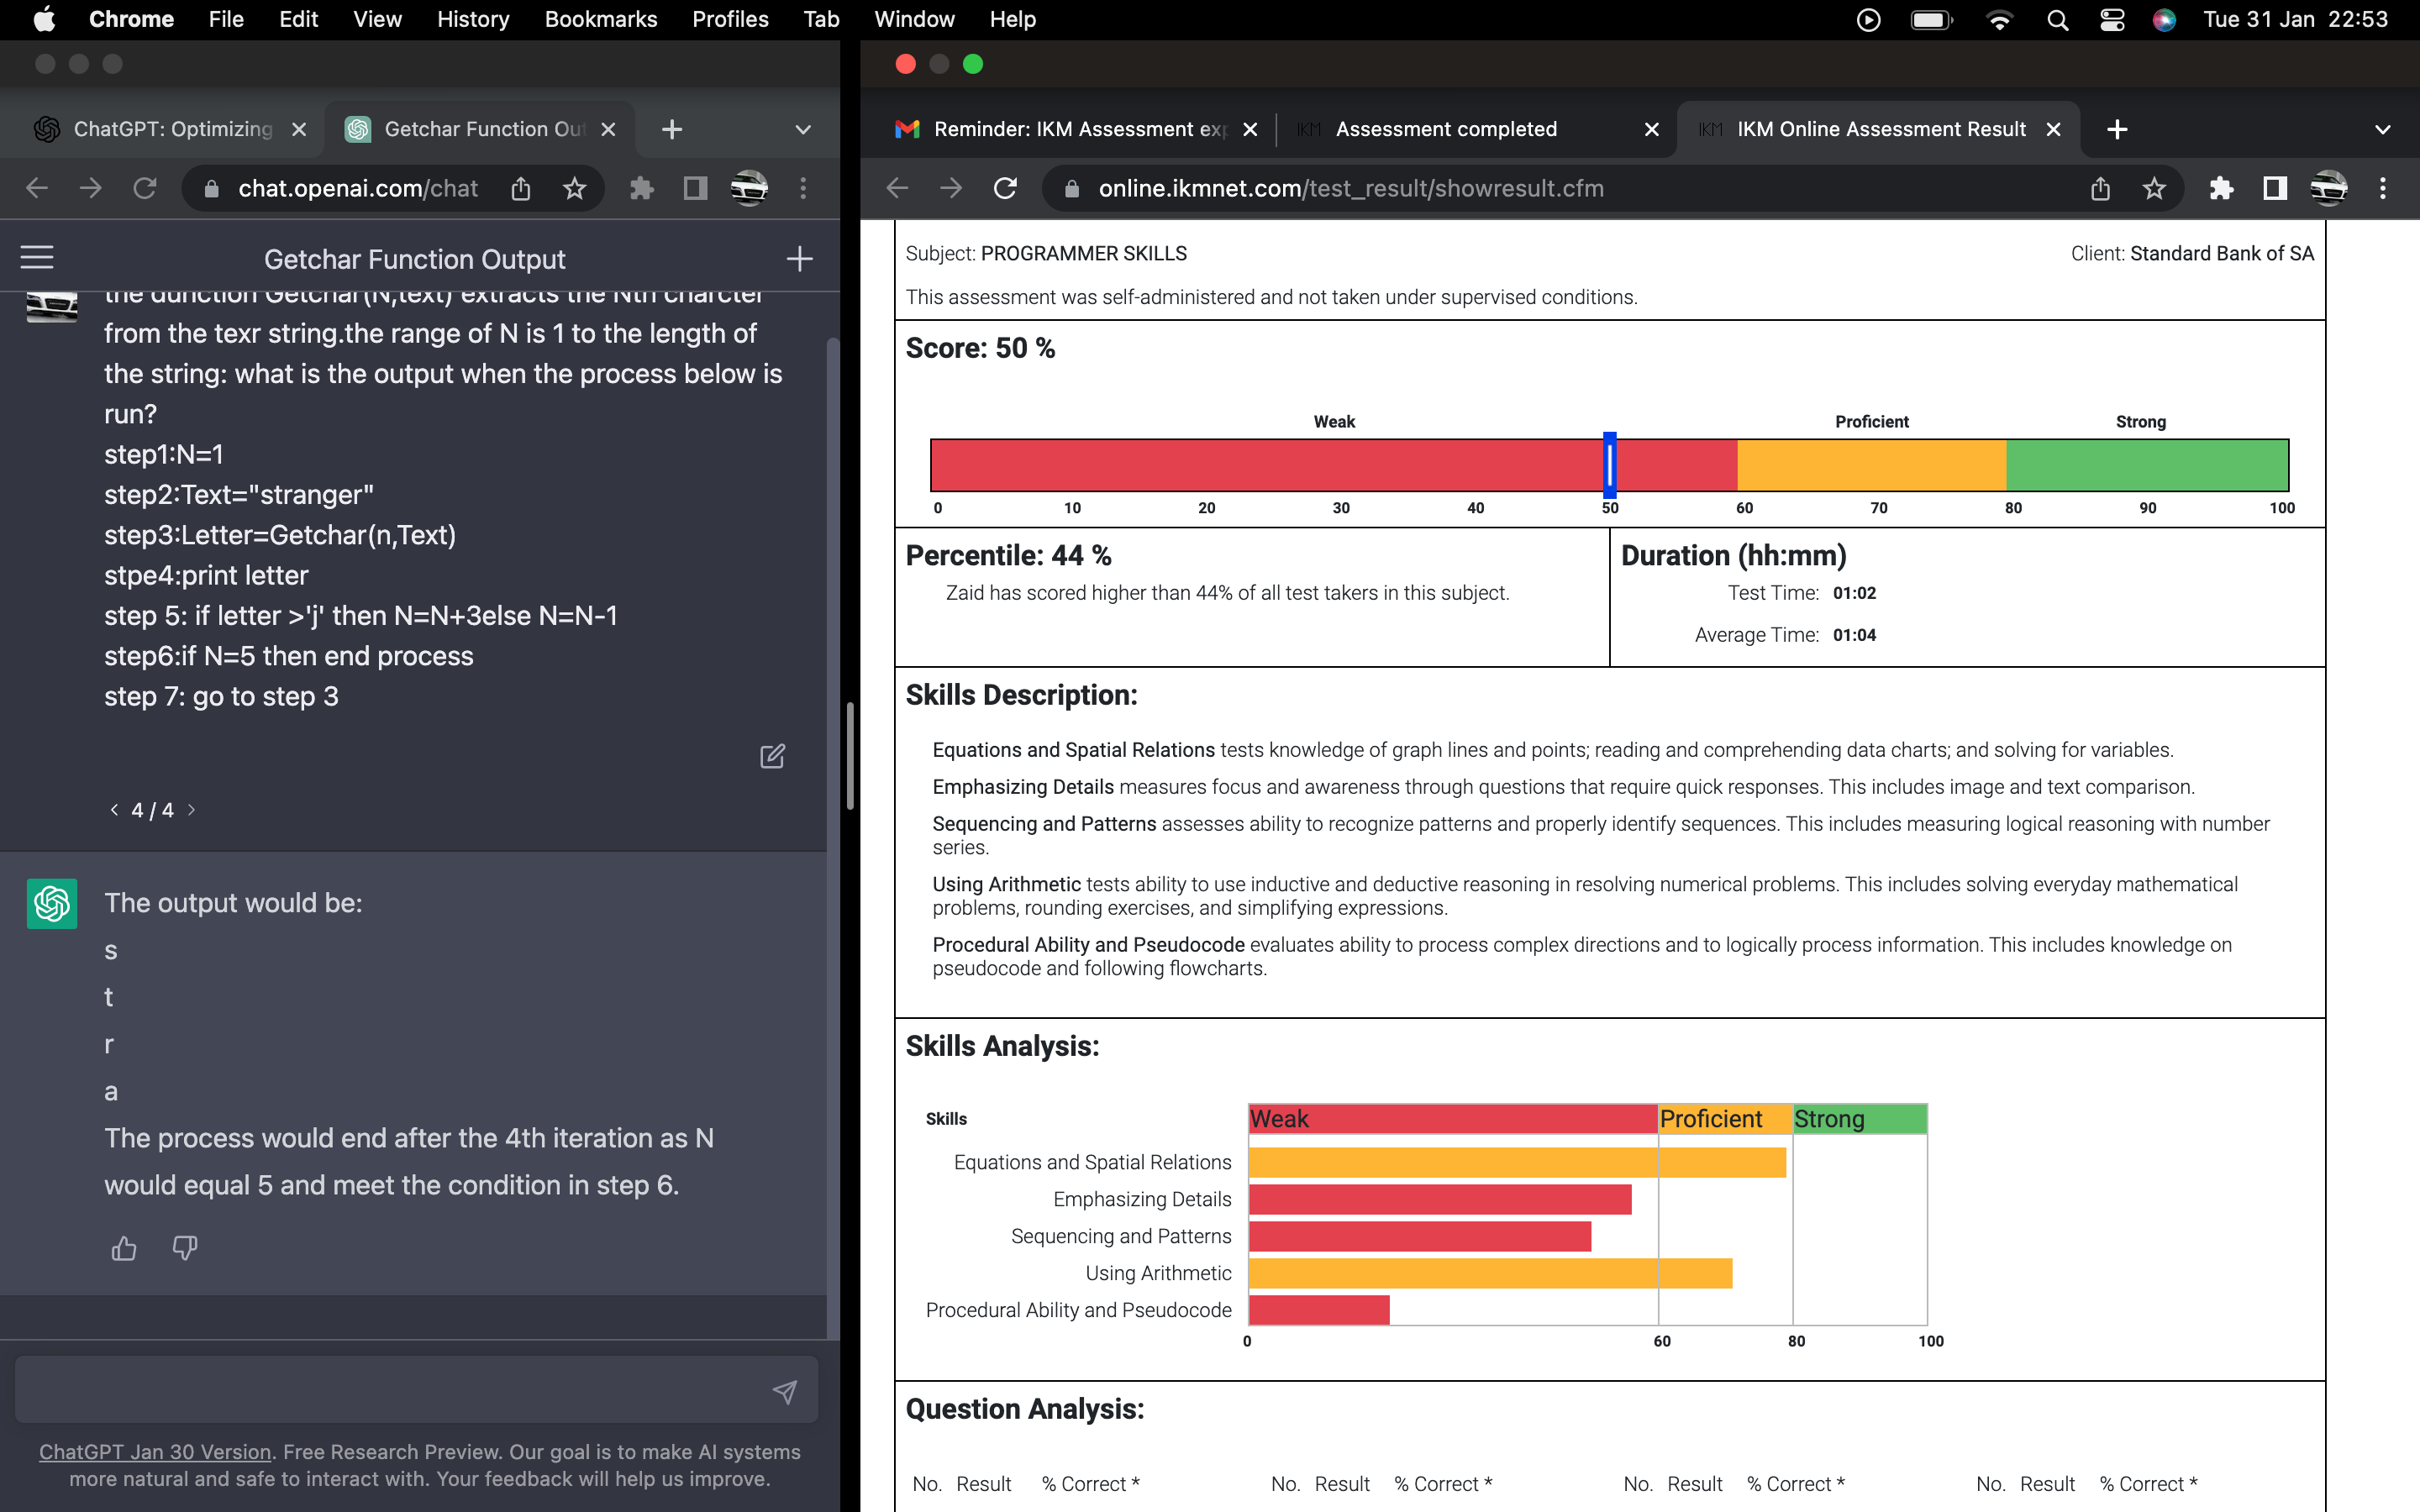 Chrome File Edit View History Bookmarks Profiles Tab Window Help Tue 31 Jan 22:53
ChatGPT: Optimizing
Getchar Function Out
chat.openai.com/chat
Getchar Function Output
the dunction Getchar(N,text) extracts the Nth charcter
from the texr string.the range of N is 1 to the length of
the string: what is the output when the process below is
run?
step1:N=1
step2:Text="stranger"
step3:Letter=Getchar(n,Text)
stpe4:print letter
step 5: if letter >'j' then N=N+3else N=N-1
step6:if N=5 then end process
step 7: go to step 3
< 4 / 4 >
The output would be:
s
t
r
a
The process would end after the 4th iteration as N
would equal 5 and meet the condition in step 6.
ChatGPT Jan 30 Version. Free Research Preview. Our goal is to make AI systems
more natural and safe to interact with. Your feedback will help us improve.
Reminder: IKM Assessment exp
IKM Assessment completed
IKM IKM Online Assessment Result
online.ikmnet.com/test_result/showresult.cfm
Subject: PROGRAMMER SKILLS
Client: Standard Bank of SA
This assessment was self-administered and not taken under supervised conditions.
Score: 50 %
Weak Proficient Strong
0 10 20 30 40 50 60 70 80 90 100
Percentile: 44 %
Zaid has scored higher than 44% of all test takers in this subject.
Duration (hh:mm)
Test Time: 01:02
Average Time: 01:04
Skills Description:
Equations and Spatial Relations tests knowledge of graph lines and points; reading and comprehending data charts; and solving for variables.
Emphasizing Details measures focus and awareness through questions that require quick responses. This includes image and text comparison.
Sequencing and Patterns assesses ability to recognize patterns and properly identify sequences. This includes measuring logical reasoning with number
series.
Using Arithmetic tests ability to use inductive and deductive reasoning in resolving numerical problems. This includes solving everyday mathematical
problems, rounding exercises, and simplifying expressions.
Procedural Ability and Pseudocode evaluates ability to process complex directions and to logically process information. This includes knowledge on
pseudocode and following flowcharts.
Skills Analysis:
Skills Weak Proficient Strong
Equations and Spatial Relations
Emphasizing Details
Sequencing and Patterns
Using Arithmetic
Procedural Ability and Pseudocode
0 60 80 100
Question Analysis:
No. Result % Correct * No. Result % Correct * No. Result % Correct * No. Result % Correct *